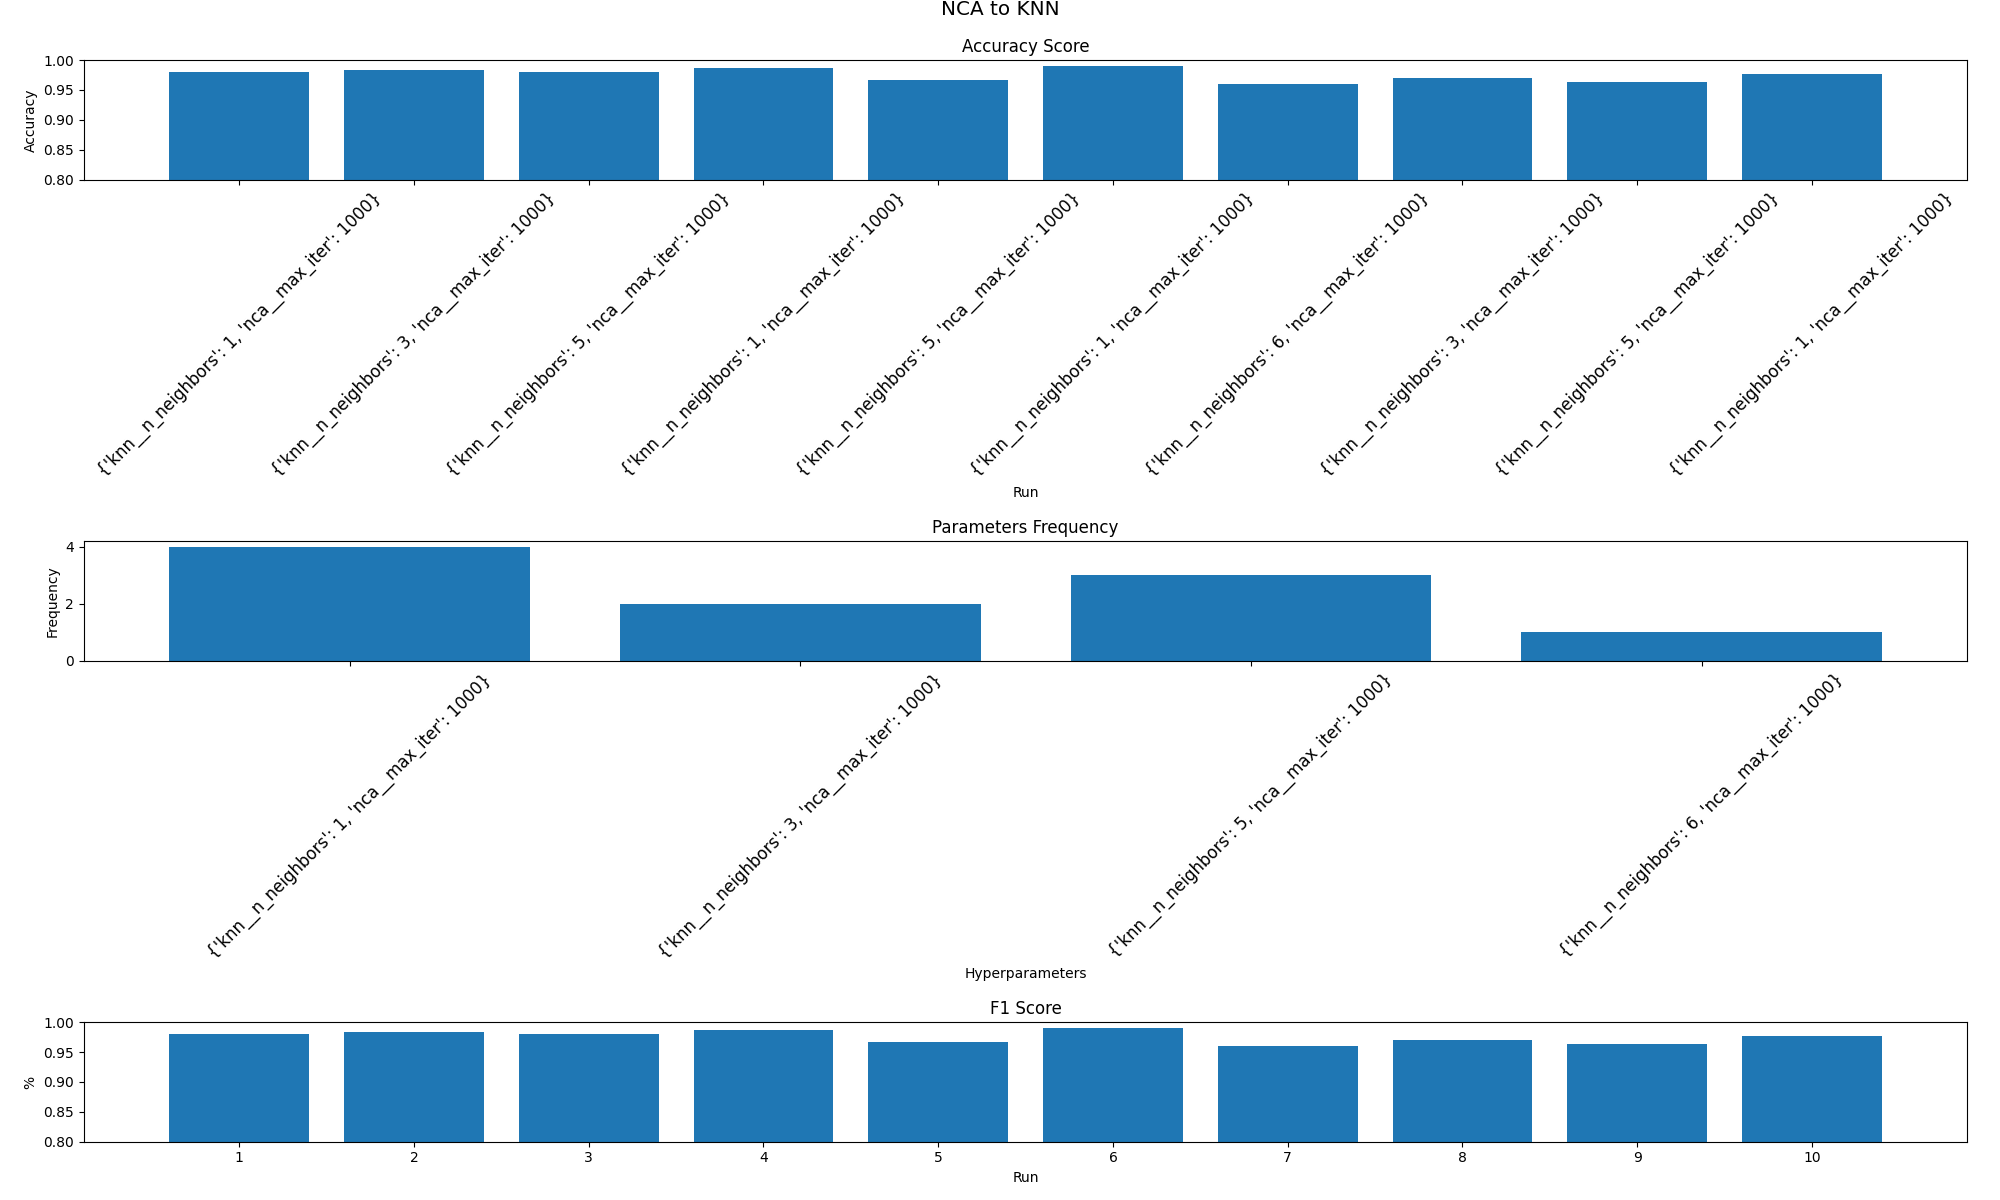 NCA to KNN
Accuracy Score
Accuracy
1.00
0.95
0.90
0.85
0.80
{'knn__n_neighbors': 1, 'nca__max_iter': 1000}
{'knn__n_neighbors': 3, 'nca__max_iter': 1000}
{'knn__n_neighbors': 5, 'nca__max_iter': 1000}
{'knn__n_neighbors': 1, 'nca__max_iter': 1000}
{'knn__n_neighbors': 5, 'nca__max_iter': 1000}
{'knn__n_neighbors': 1, 'nca__max_iter': 1000}
{'knn__n_neighbors': 6, 'nca__max_iter': 1000}
{'knn__n_neighbors': 3, 'nca__max_iter': 1000}
{'knn__n_neighbors': 5, 'nca__max_iter': 1000}
{'knn__n_neighbors': 1, 'nca__max_iter': 1000}
Run
Parameters Frequency
Frequency
4
2
0
{'knn__n_neighbors': 1, 'nca__max_iter': 1000}
{'knn__n_neighbors': 3, 'nca__max_iter': 1000}
{'knn__n_neighbors': 5, 'nca__max_iter': 1000}
{'knn__n_neighbors': 6, 'nca__max_iter': 1000}
Hyperparameters
F1 Score
%
1.00
0.95
0.90
0.85
0.80
1 2 3 4 5 6 7 8 9 10
Run